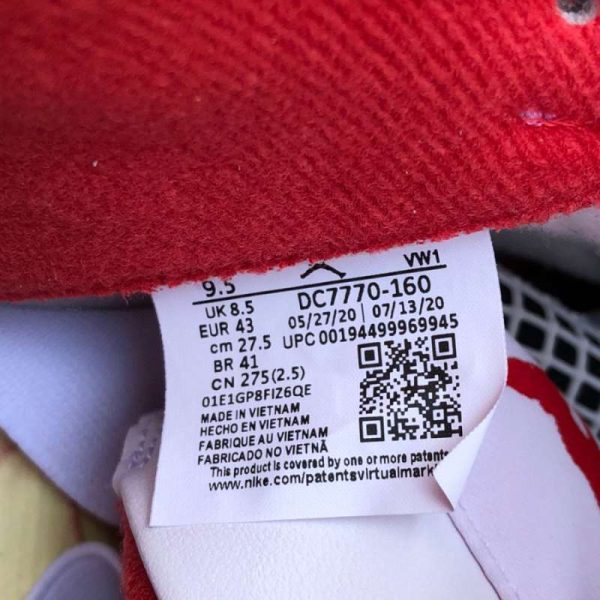 9.5
VW1
UK 8.5
DC7770-160
EUR 43
05/27/20 | 07/13/20
cm 27.5
UPC 00194499969945
BR 41
CN 275(2.5)
01E1GP8FIZ6QE
MADE IN VIETNAM
HECHO EN VIETNAM
FABRIQUE AU VIETNAM
FABRICADO NO VIETNÃ
This product is covered by one or more patents
www.nike.com/patentsvirtualmark